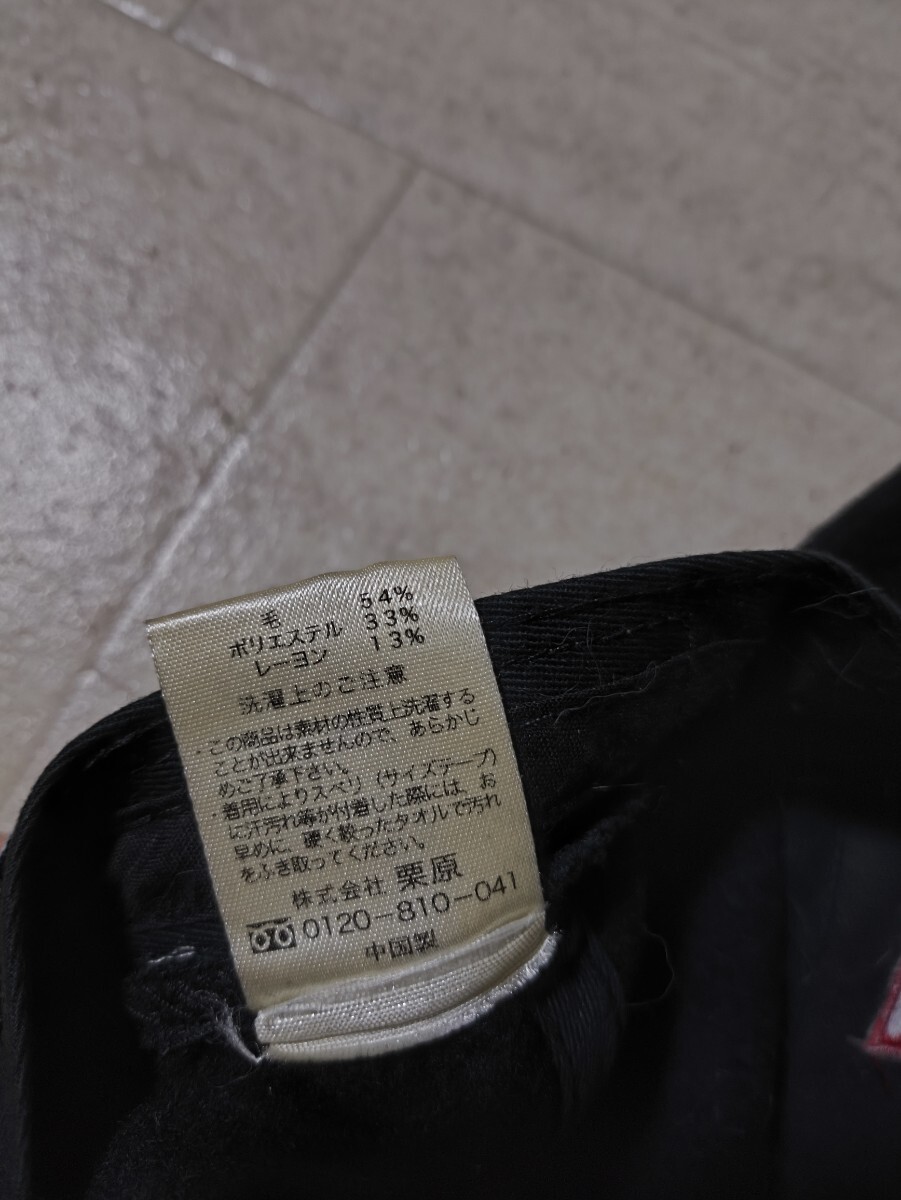 毛 54%
ポリエステル 33%
レーヨン 13%
洗濯上のご注意
・この商品は素材の性質上洗濯する
ことが出来ませんので、あらかじ
めご了承下さい。
・着用によりスベリ(サイズテープ)
に汗汚れ等が付着した際には、お
早めに、硬く絞ったタオルで汚れ
をふき取ってください。
株式会社 栗原
0120-810-041
中国製